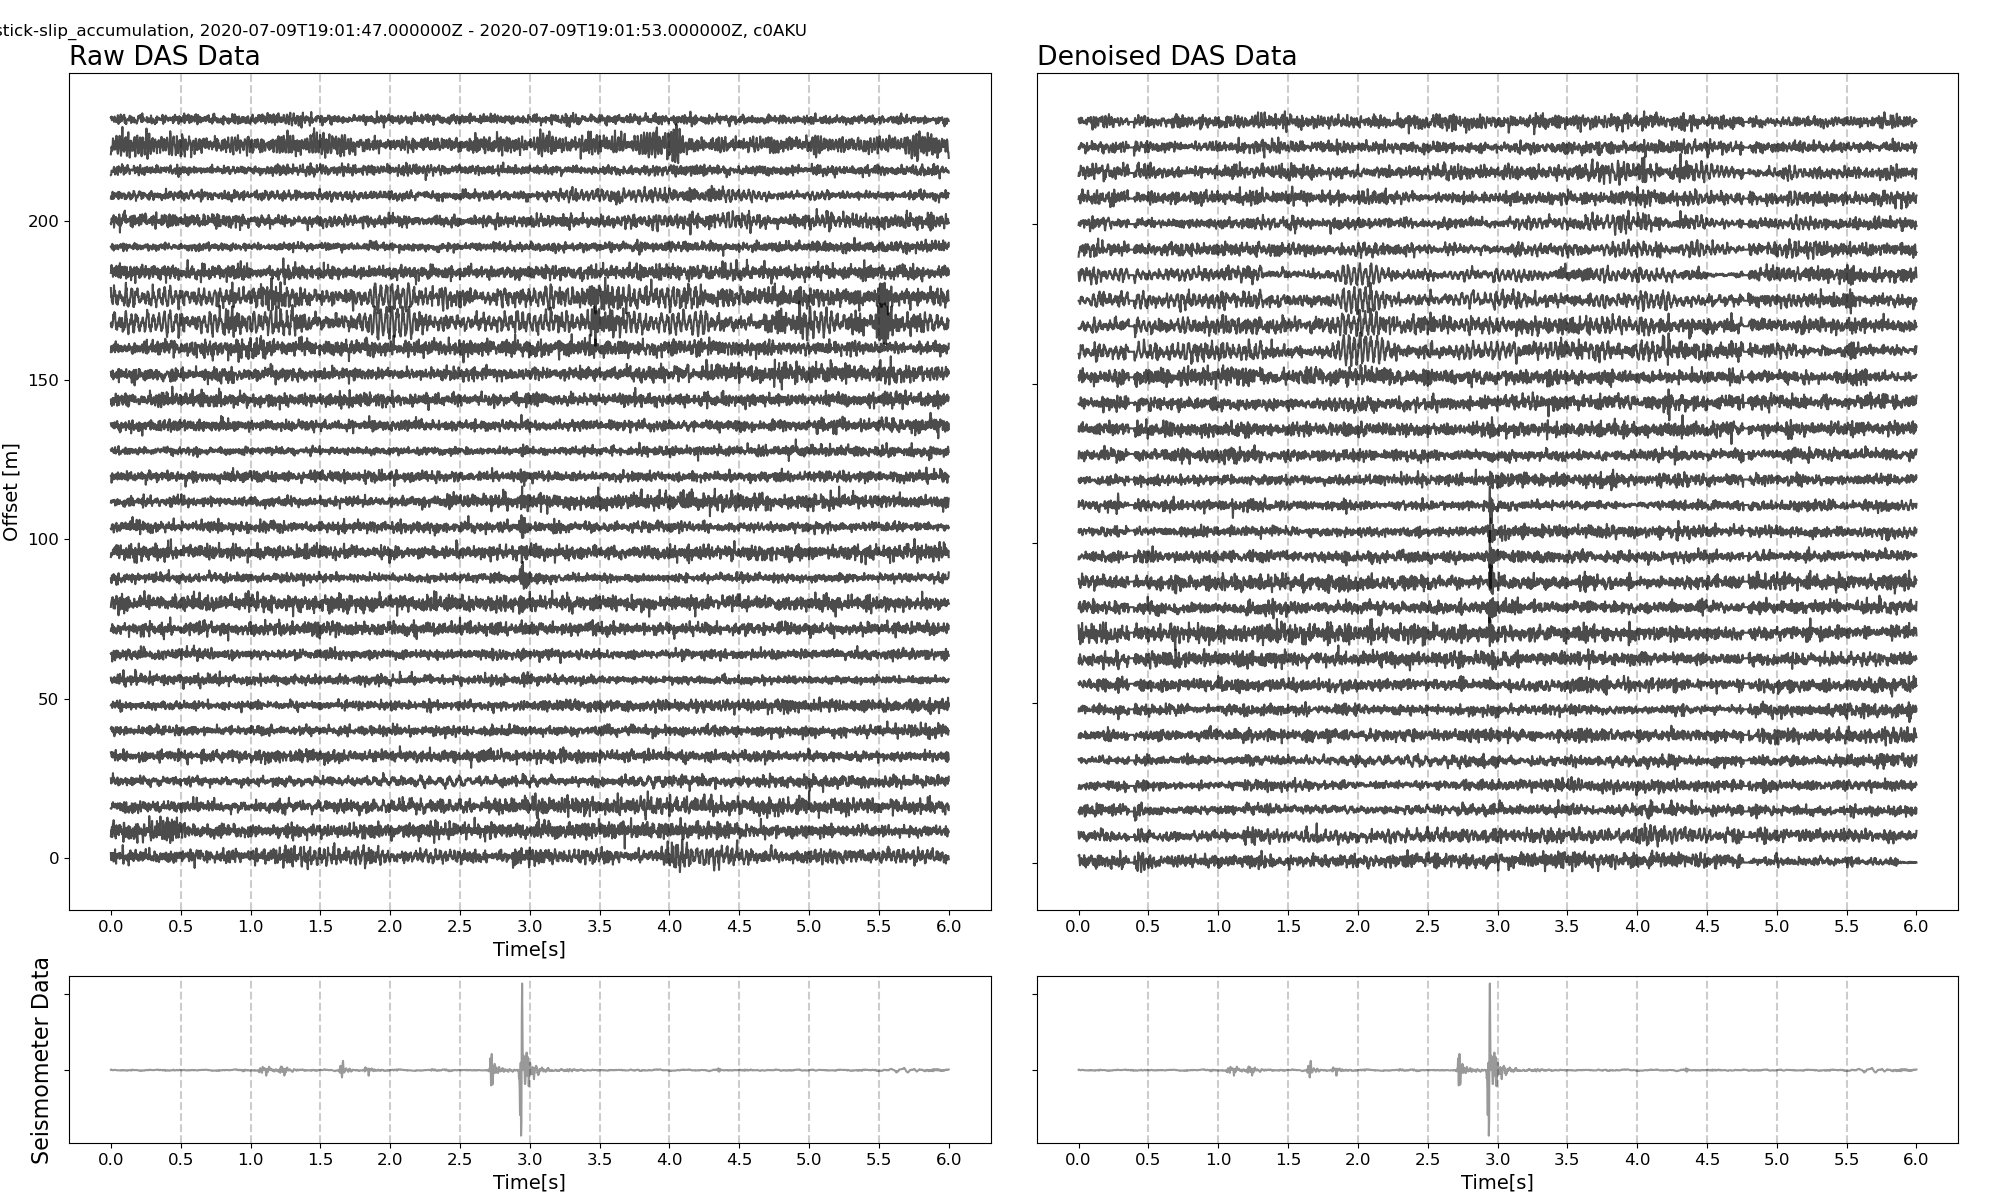 stick-slip_accumulation, 2020-07-09T19:01:47.000000Z - 2020-07-09T19:01:53.000000Z, c0AKU
Raw DAS Data
Denoised DAS Data
Offset [m]
200
150
100
50
0
0.0 0.5 1.0 1.5 2.0 2.5 3.0 3.5 4.0 4.5 5.0 5.5 6.0
Time[s]
0.0 0.5 1.0 1.5 2.0 2.5 3.0 3.5 4.0 4.5 5.0 5.5 6.0
Seismometer Data
0.0 0.5 1.0 1.5 2.0 2.5 3.0 3.5 4.0 4.5 5.0 5.5 6.0
Time[s]
0.0 0.5 1.0 1.5 2.0 2.5 3.0 3.5 4.0 4.5 5.0 5.5 6.0
Time[s]